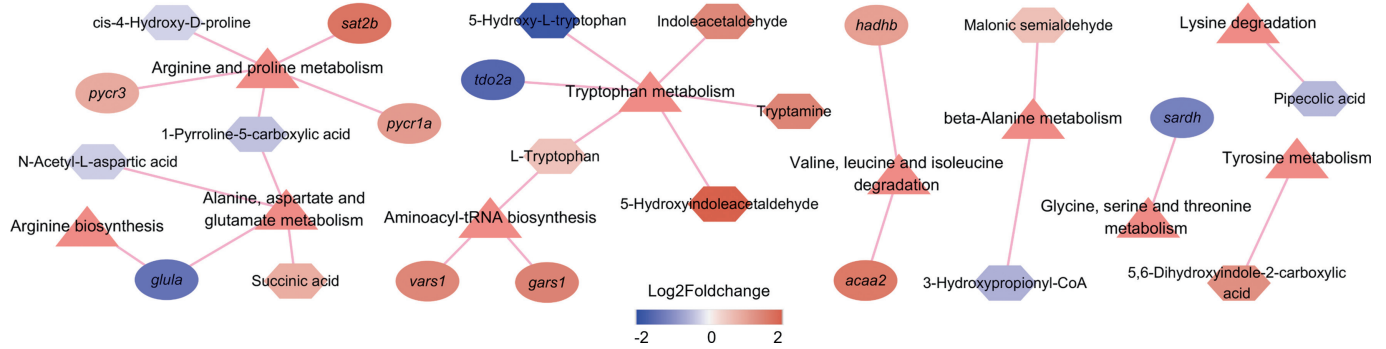 cis-4-Hydroxy-D-proline
sat2b
Arginine and proline metabolism
pycr3
pycr1a
1-Pyrroline-5-carboxylic acid
N-Acetyl-L-aspartic acid
Alanine, aspartate and
glutamate metabolism
Arginine biosynthesis
glula
Succinic acid
5-Hydroxy-L-tryptophan
Indoleacetaldehyde
tdo2a
Tryptophan metabolism
Tryptamine
L-Tryptophan
5-Hydroxyindoleacetaldehyde
Aminoacyl-tRNA biosynthesis
vars1
gars1
hadhb
Valine, leucine and isoleucine
degradation
acaa2
Malonic semialdehyde
beta-Alanine metabolism
3-Hydroxypropionyl-CoA
Lysine degradation
Pipecolic acid
sardh
Glycine, serine and threonine
metabolism
Tyrosine metabolism
5,6-Dihydroxyindole-2-carboxylic
acid
Log2Foldchange
-2 0 2